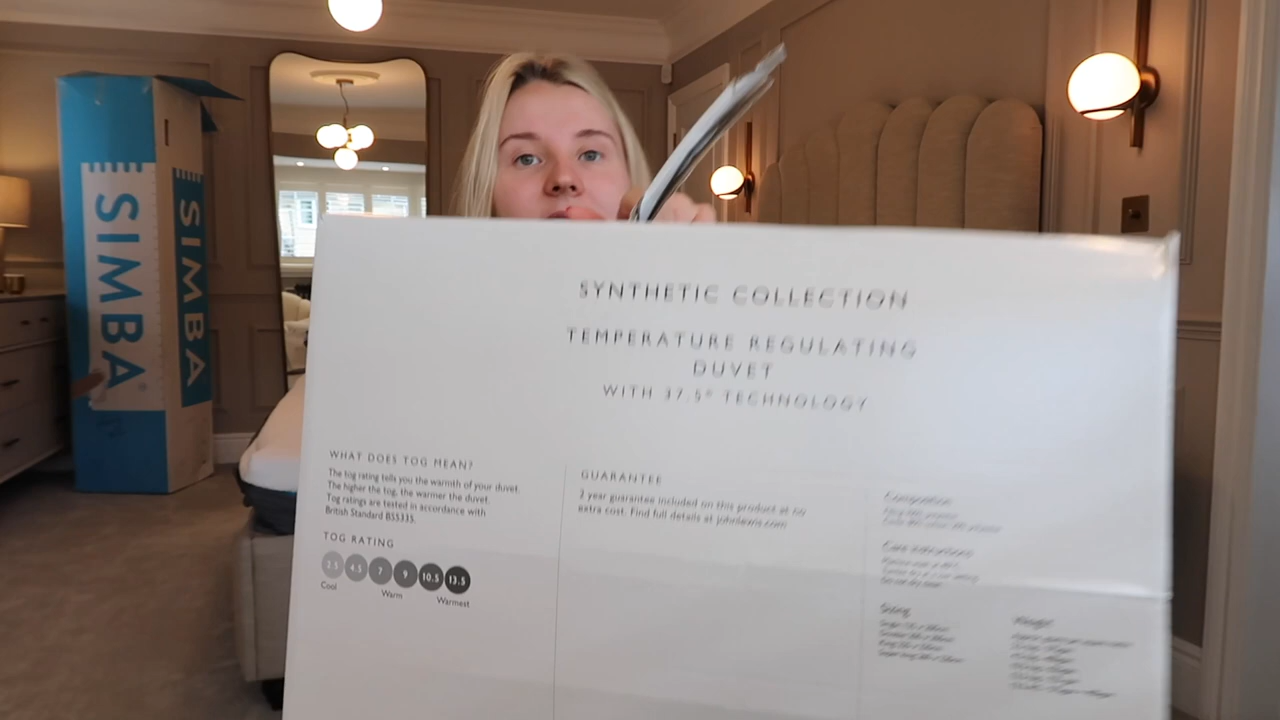 SIMBA
SIMBA
SYNTHETIC COLLECTION
TEMPERATURE REGULATING
DUVET
WITH 37.5® TECHNOLOGY
WHAT DOES TOG MEAN?
The tog rating tells you the warmth of your duvet.
The higher the tog, the warmer the duvet.
Tog ratings are tested in accordance with
British Standard BS5335.
TOG RATING
2.5 4.5 7 9 10.5 13.5
Cool Warm Warmest
GUARANTEE
2 year guarantee included on this product at no
extra cost. Find full details at johnlewis.com
Composition
Care instructions
Sizing
Weight